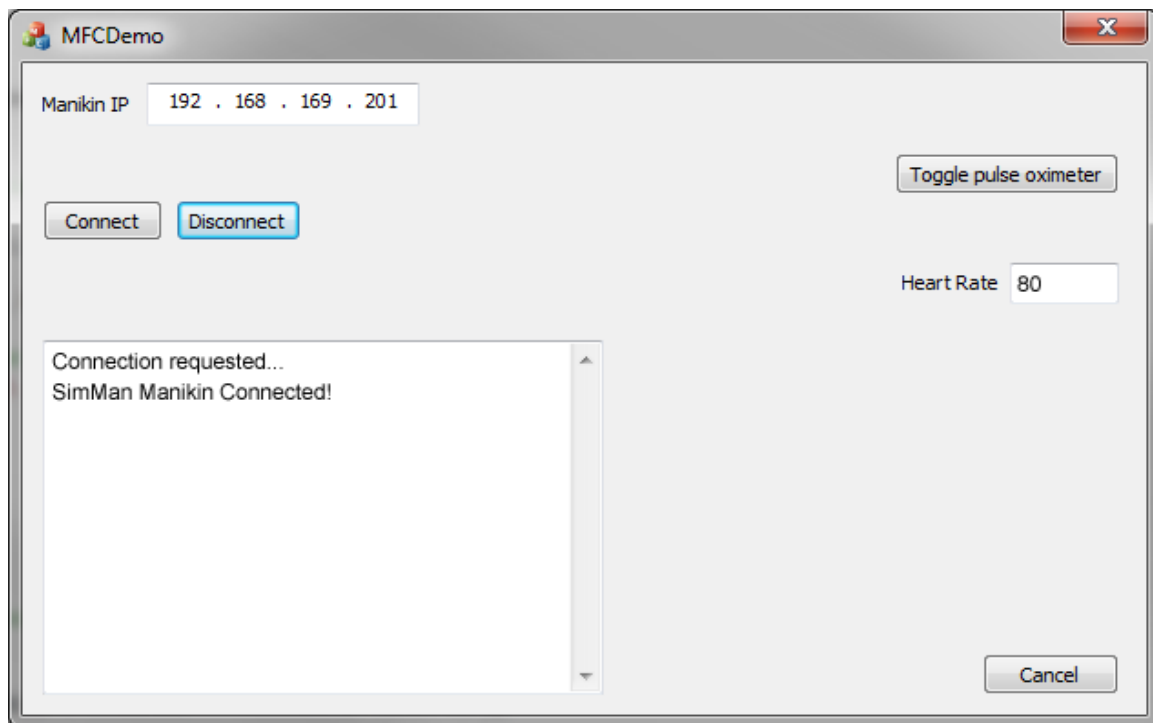 MFCDemo
Manikin IP 192 . 168 . 169 . 201
Toggle pulse oximeter
Connect Disconnect
Heart Rate 80
Connection requested...
SimMan Manikin Connected!
Cancel